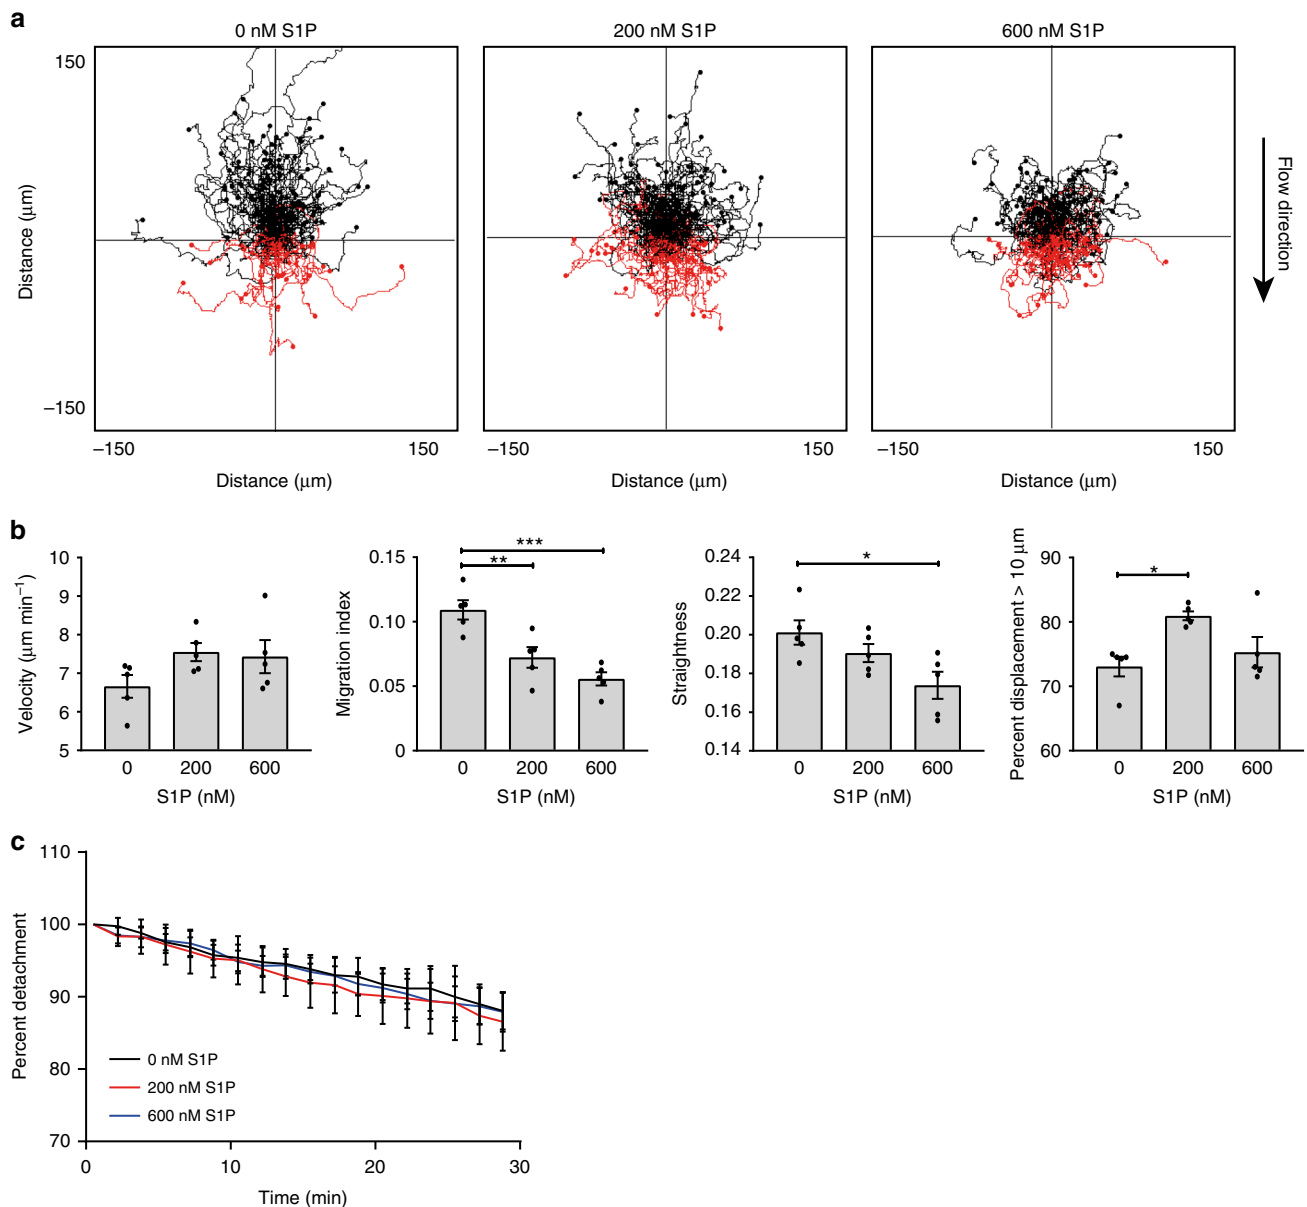 a
0 nM S1P
200 nM S1P
600 nM S1P
150
–150
Distance (μm)
–150
150
–150
150
–150
150
Distance (μm)
Distance (μm)
Distance (μm)
Flow direction
b
Velocity (μm min⁻¹)
10
9
8
7
6
5
0
200
600
S1P (nM)
Migration index
0.15
0.10
0.05
0
***
**
0
200
600
S1P (nM)
Straightness
0.24
0.22
0.20
0.18
0.16
0.14
*
0
200
600
S1P (nM)
Percent displacement > 10 μm
90
80
70
60
*
0
200
600
S1P (nM)
c
Percent detachment
110
100
90
80
70
0 nM S1P
200 nM S1P
600 nM S1P
0
10
20
30
Time (min)